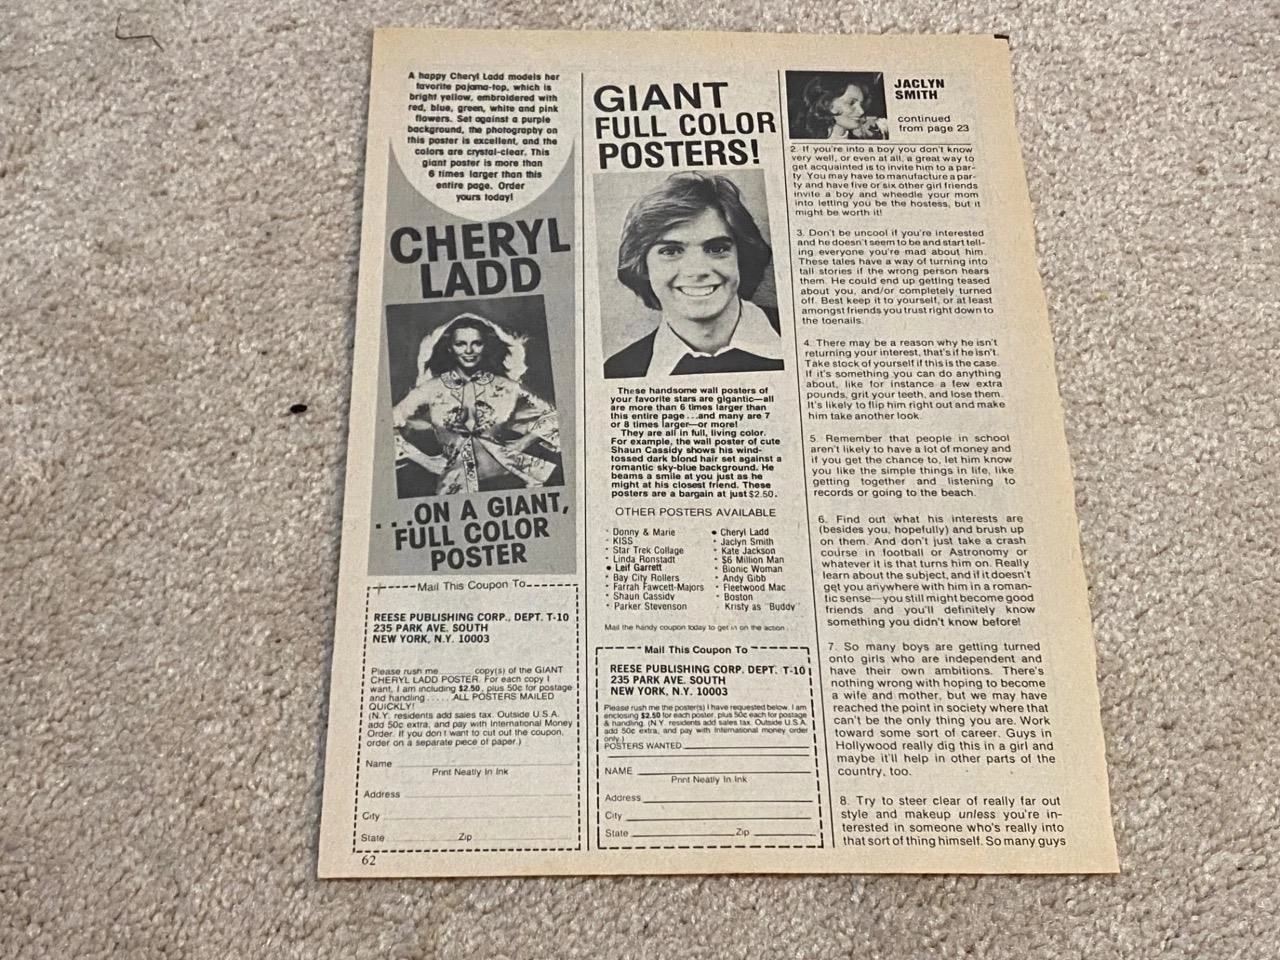 A happy Cheryl Ladd models her
favorite pajama-top, which is
bright yellow, embroidered with
red, blue, green, white and pink
flowers. Set against a purple
background, the photography on
this poster is excellent, and the
colors are crystal-clear. This
giant poster is more than
6 times larger than this
entire page. Order
yours today!
CHERYL
LADD
...ON A GIANT,
FULL COLOR
POSTER
Mail This Coupon To
REESE PUBLISHING CORP., DEPT. T-10
235 PARK AVE. SOUTH
NEW YORK, N.Y. 10003
Please rush me ______ copy(s) of the GIANT
CHERYL LADD POSTER. For each copy I
want, I am including $2.50, plus 50c for postage
and handling.....ALL POSTERS MAILED
QUICKLY!
(N.Y. residents add sales tax. Outside U.S.A.
add 50c extra, and pay with International Money
Order. If you don't want to cut out the coupon,
order on a separate piece of paper.)
Name
Print Neatly In Ink
Address
City
State Zip
62
GIANT
FULL COLOR
POSTERS!
These handsome wall posters of
your favorite stars are gigantic—all
are more than 6 times larger than
this entire page...and many are 7
or 8 times larger—or more!
They are all in full, living color.
For example, the wall poster of cute
Shaun Cassidy shows his wind-
tossed dark blond hair set against a
romantic sky-blue background. He
beams a smile at you just as he
might at his closest friend. These
posters are a bargain at just $2.50.
OTHER POSTERS AVAILABLE
• Donny & Marie
• KISS
• Star Trek Collage
• Linda Ronstadt
• Leif Garrett
• Bay City Rollers
• Farrah Fawcett-Majors
• Shaun Cassidy
• Parker Stevenson
• Cheryl Ladd
• Jaclyn Smith
• Kate Jackson
• $6 Million Man
• Bionic Woman
• Andy Gibb
• Fleetwood Mac
• Boston
Kristy as "Buddy"
Mail the handy coupon today to get in on the action...
Mail This Coupon To
REESE PUBLISHING CORP. DEPT. T-10
235 PARK AVE. SOUTH
NEW YORK, N.Y. 10003
Please rush me the poster(s) I have requested below. I am
enclosing $2.50 for each poster, plus 50c each for postage
& handling. (N.Y. residents add sales tax. Outside U.S.A.
add 50c extra, and pay with International money order
only.)
POSTERS WANTED
NAME
Print Neatly In Ink
Address
City
State Zip
JACLYN
SMITH
continued
from page 23
2. If you're into a boy you don't know
very well, or even at all, a great way to
get acquainted is to invite him to a par-
ty. You may have to manufacture a par-
ty and have five or six other girl friends
invite a boy and wheedle your mom
into letting you be the hostess, but it
might be worth it!
3. Don't be uncool if you're interested
and he doesn't seem to be and start tell-
ing everyone you're mad about him.
These tales have a way of turning into
tall stories if the wrong person hears
them. He could end up getting teased
about you, and/or completely turned
off. Best keep it to yourself, or at least
amongst friends you trust right down to
the toenails.
4. There may be a reason why he isn't
returning your interest, that's if he isn't.
Take stock of yourself if this is the case.
If it's something you can do anything
about, like for instance a few extra
pounds, grit your teeth, and lose them.
It's likely to flip him right out and make
him take another look.
5. Remember that people in school
aren't likely to have a lot of money and
if you get the chance to, let him know
you like the simple things in life, like
getting together and listening to
records or going to the beach.
6. Find out what his interests are
(besides you, hopefully) and brush up
on them. And don't just take a crash
course in football or Astronomy or
whatever it is that turns him on. Really
learn about the subject, and if it doesn't
get you anywhere with him in a roman-
tic sense—you still might become good
friends and you'll definitely know
something you didn't know before!
7. So many boys are getting turned
onto girls who are independent and
have their own ambitions. There's
nothing wrong with hoping to become
a wife and mother, but we may have
reached the point in society where that
can't be the only thing you are. Work
toward some sort of career. Guys in
Hollywood really dig this in a girl and
maybe it'll help in other parts of the
country, too.
8. Try to steer clear of really far out
style and makeup unless you're in-
terested in someone who's really into
that sort of thing himself. So many guys